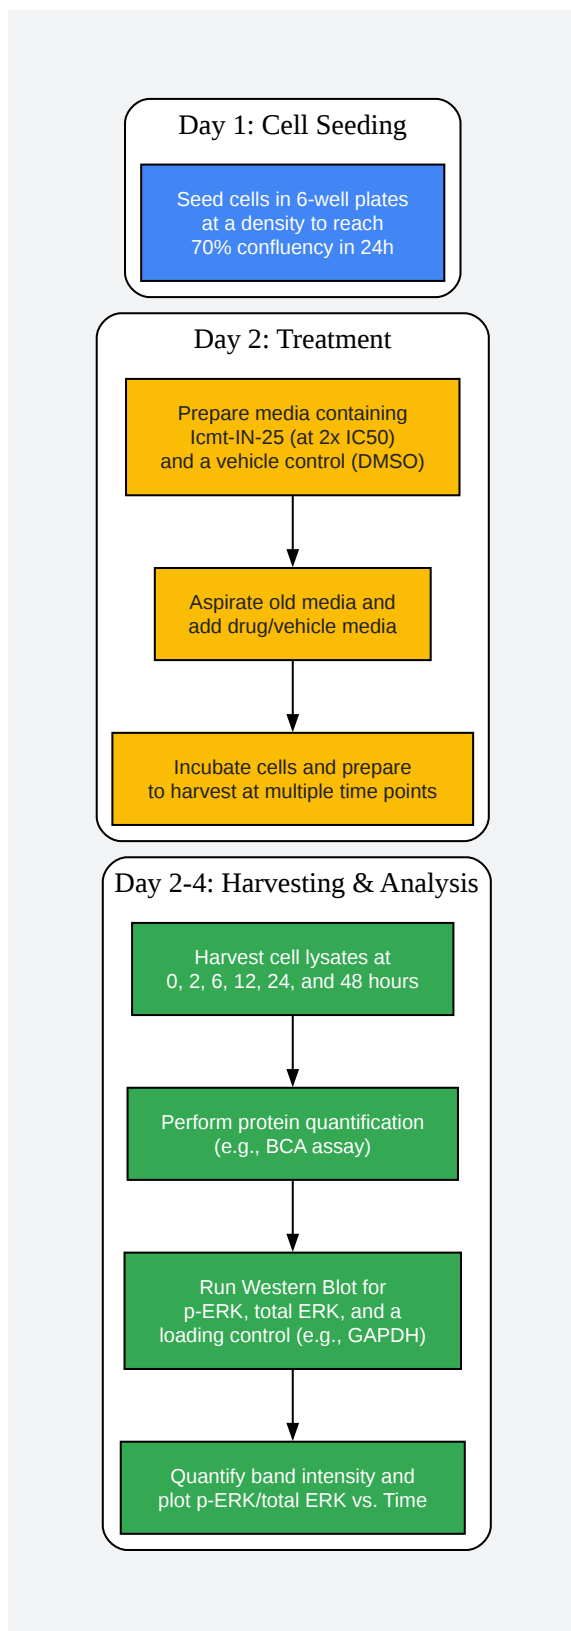 Day 1: Cell Seeding
Seed cells in 6-well plates
at a density to reach
70% confluency in 24h
Day 2: Treatment
Prepare media containing
Icmt-IN-25 (at 2x IC50)
and a vehicle control (DMSO)
Aspirate old media and
add drug/vehicle media
Incubate cells and prepare
to harvest at multiple time points
Day 2-4: Harvesting & Analysis
Harvest cell lysates at
0, 2, 6, 12, 24, and 48 hours
Perform protein quantification
(e.g., BCA assay)
Run Western Blot for
p-ERK, total ERK, and a
loading control (e.g., GAPDH)
Quantify band intensity and
plot p-ERK/total ERK vs. Time